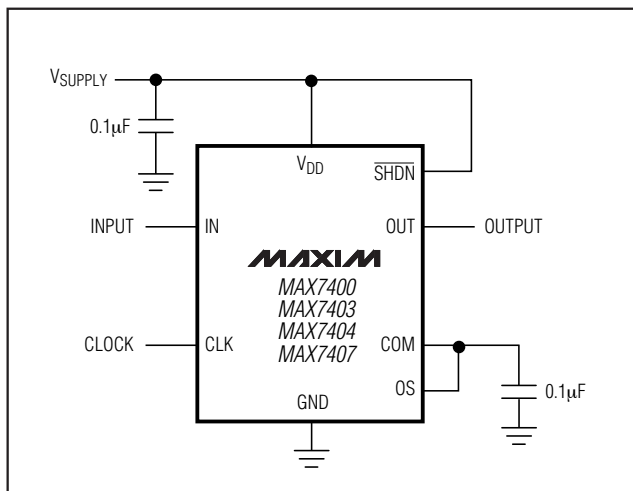 VSUPPLY
0.1µF
VDD
SHDN
INPUT
IN
OUT
OUTPUT
MAXIM
MAX7400
MAX7403
MAX7404
MAX7407
CLOCK
CLK
COM
OS
0.1µF
GND